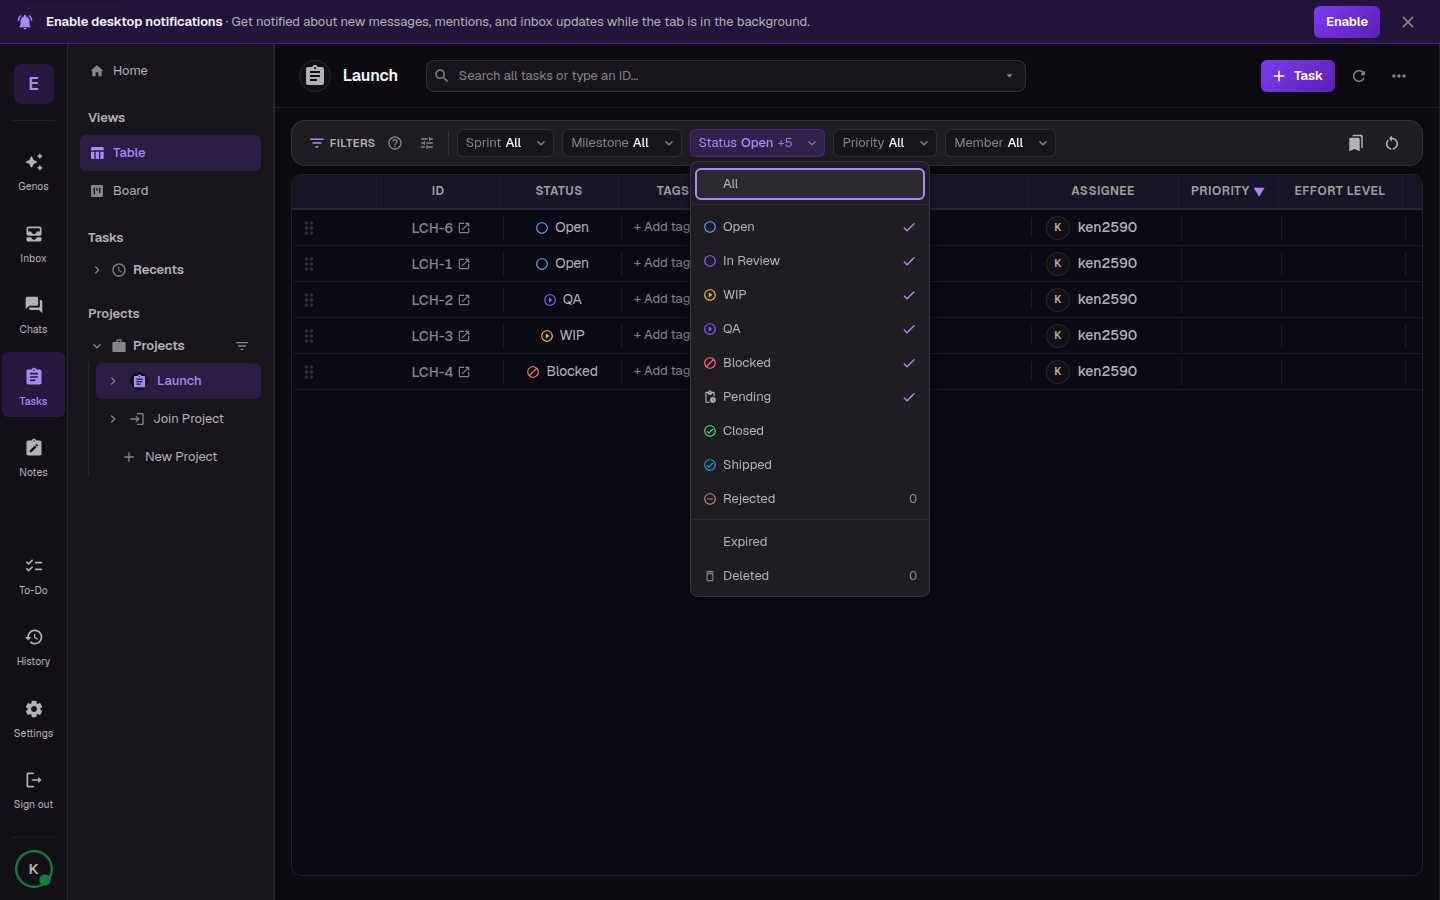 Enable desktop notifications · Get notified about new messages, mentions, and inbox updates while the tab is in the background.
Enable
E
Genos
Inbox
Chats
Tasks
Notes
To-Do
History
Settings
Sign out
K
Home
Views
Table
Board
Tasks
Recents
Projects
Projects
Launch
Join Project
New Project
Launch
Search all tasks or type an ID...
+ Task
FILTERS
Sprint All
Milestone All
Status Open +5
Priority All
Member All
ID STATUS TAGS ASSIGNEE PRIORITY EFFORT LEVEL
LCH-6 Open + Add tag K ken2590
LCH-1 Open + Add tag K ken2590
LCH-2 QA + Add tag K ken2590
LCH-3 WIP + Add tag K ken2590
LCH-4 Blocked + Add tag K ken2590
All
Open
In Review
WIP
QA
Blocked
Pending
Closed
Shipped
Rejected 0
Expired
Deleted 0